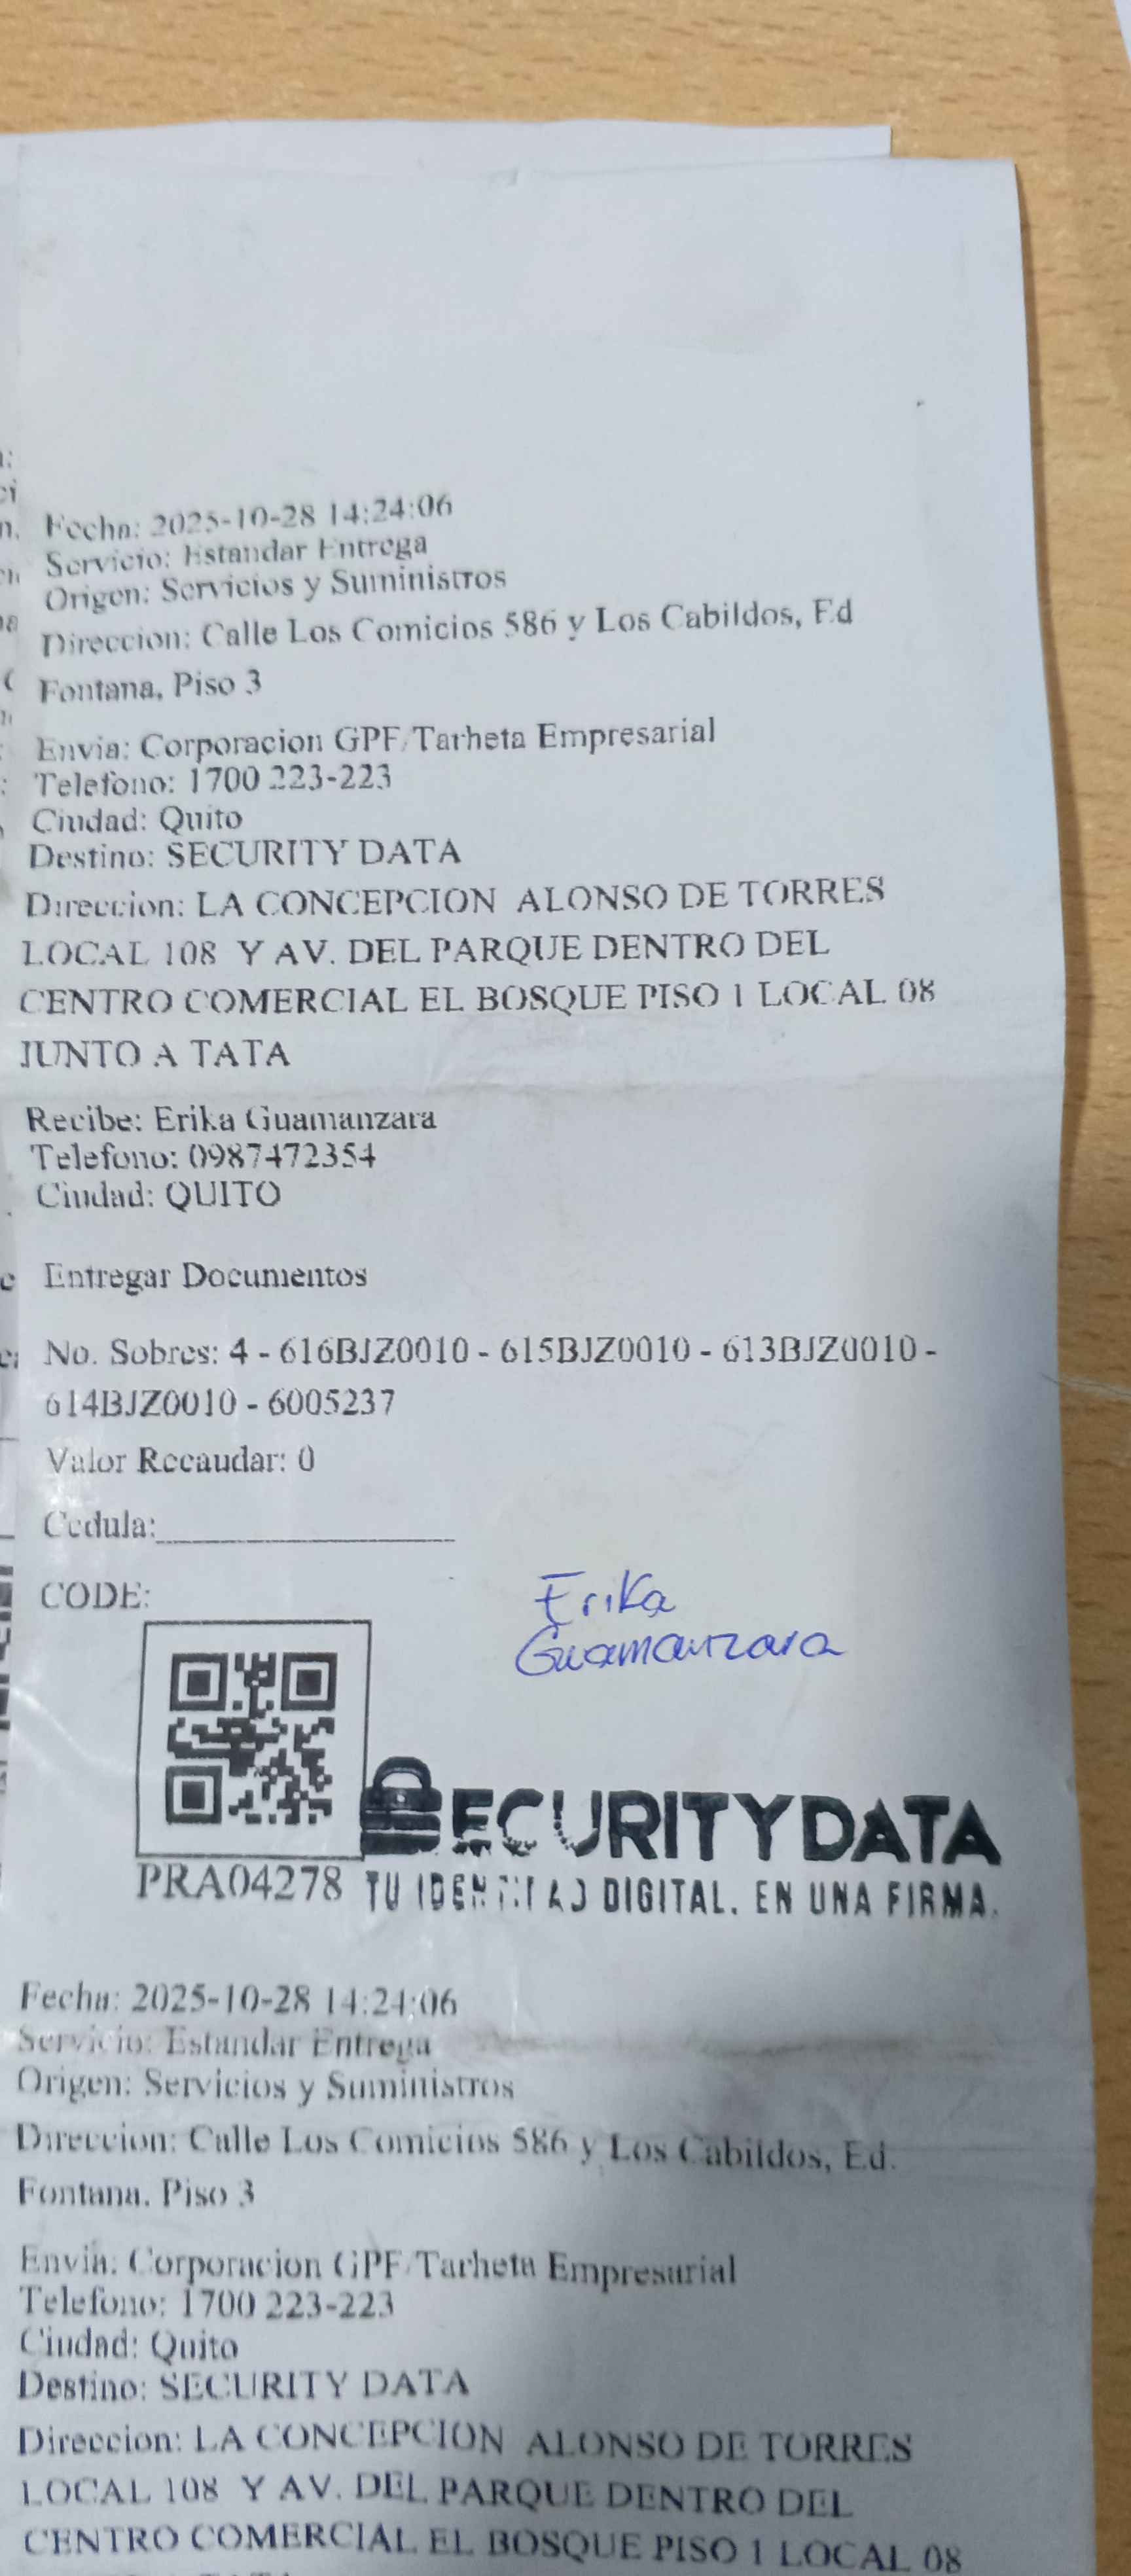 Fecha: 2025-10-28 14:24:06
Servicio: Estandar Entrega
Origen: Servicios y Suministros
Direccion: Calle Los Comicios 586 y Los Cabildos, Ed
Fontana, Piso 3
Envia: Corporacion GPF/Tarheta Empresarial
Telefono: 1700 223-223
Ciudad: Quito
Destino: SECURITY DATA
Direccion: LA CONCEPCION ALONSO DE TORRES
LOCAL 108 Y AV. DEL PARQUE DENTRO DEL
CENTRO COMERCIAL EL BOSQUE PISO 1 LOCAL 08
JUNTO A TATA
Recibe: Erika Guamanzara
Telefono: 0987472354
Ciudad: QUITO
Entregar Documentos
No. Sobres: 4 - 616BJZ0010 - 615BJZ0010 - 613BJZ0010 -
614BJZ0010 - 6005237
Valor Recaudar: 0
Cedula:
CODE:
Erika
Guamanzara
SECURITYDATA
PRA04278
TU IDENTIDAD DIGITAL. EN UNA FIRMA.
Fecha: 2025-10-28 14:24:06
Servicio: Estandar Entrega
Origen: Servicios y Suministros
Direccion: Calle Los Comicios 586 y Los Cabildos, Ed.
Fontana. Piso 3
Envia: Corporacion GPF/Tarheta Empresarial
Telefono: 1700 223-223
Ciudad: Quito
Destino: SECURITY DATA
Direccion: LA CONCEPCION ALONSO DE TORRES
LOCAL 108 Y AV. DEL PARQUE DENTRO DEL
CENTRO COMERCIAL EL BOSQUE PISO 1 LOCAL 08